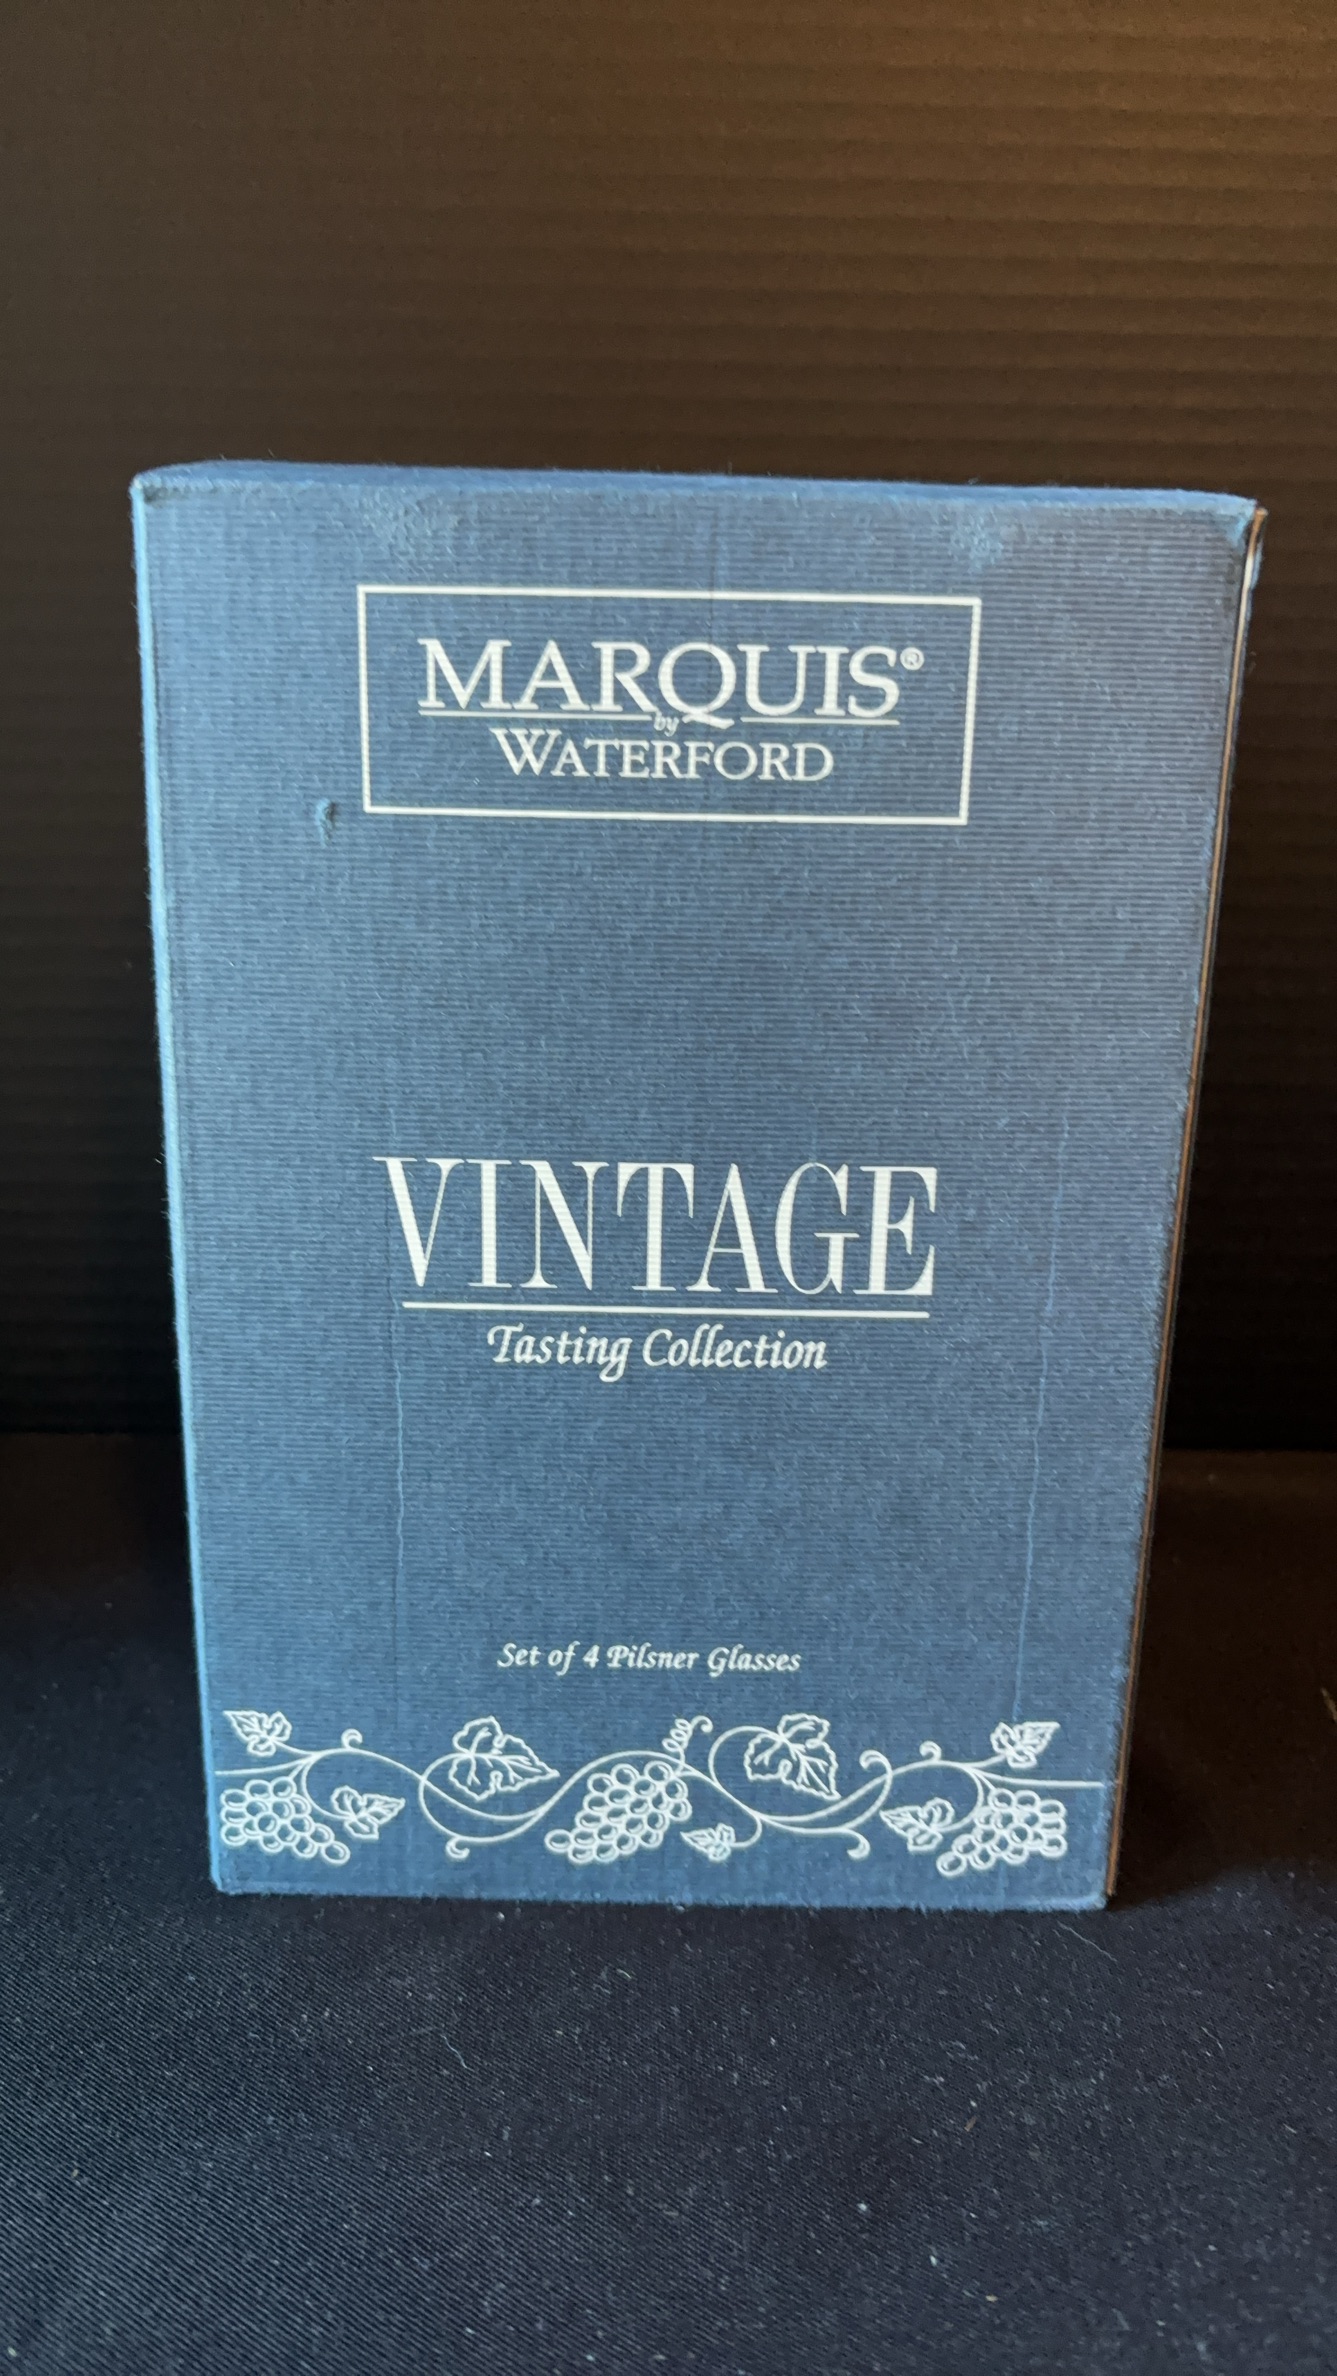 MARQUIS®
by
WATERFORD
VINTAGE
Tasting Collection
Set of 4 Pilsner Glasses